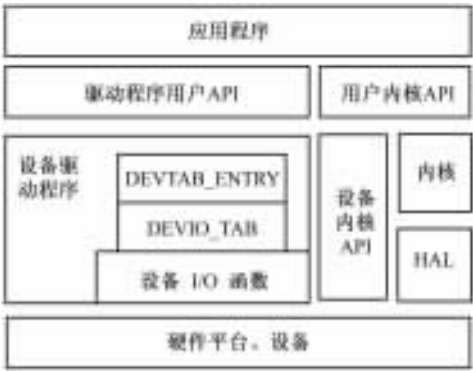 应用程序
驱动程序用户API
用户内核API
设备驱
动程序
DEVTAB_ENTRY
DEVIO_TAB
设备 I/O 函数
设备
内核
API
内核
HAL
硬件平台、设备